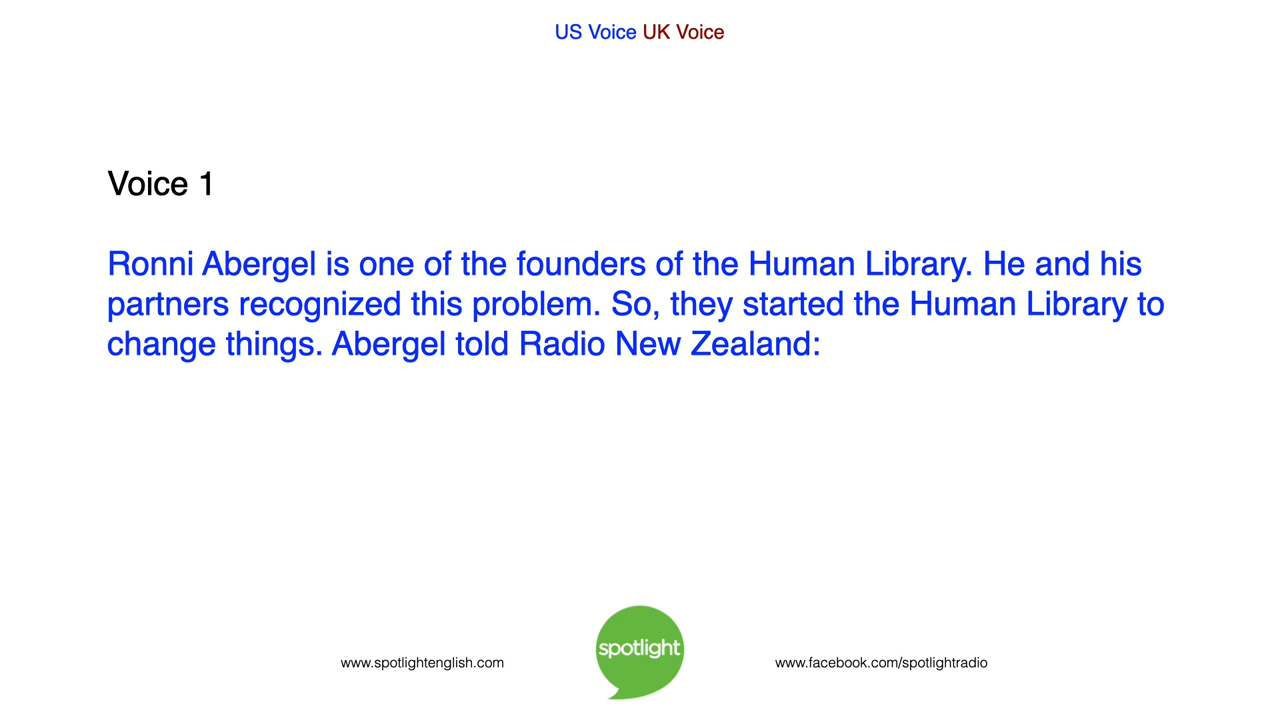 US Voice UK Voice
Voice 1
Ronni Abergel is one of the founders of the Human Library. He and his
partners recognized this problem. So, they started the Human Library to
change things. Abergel told Radio New Zealand:
spotlight
www.spotlightenglish.com
www.facebook.com/spotlightradio